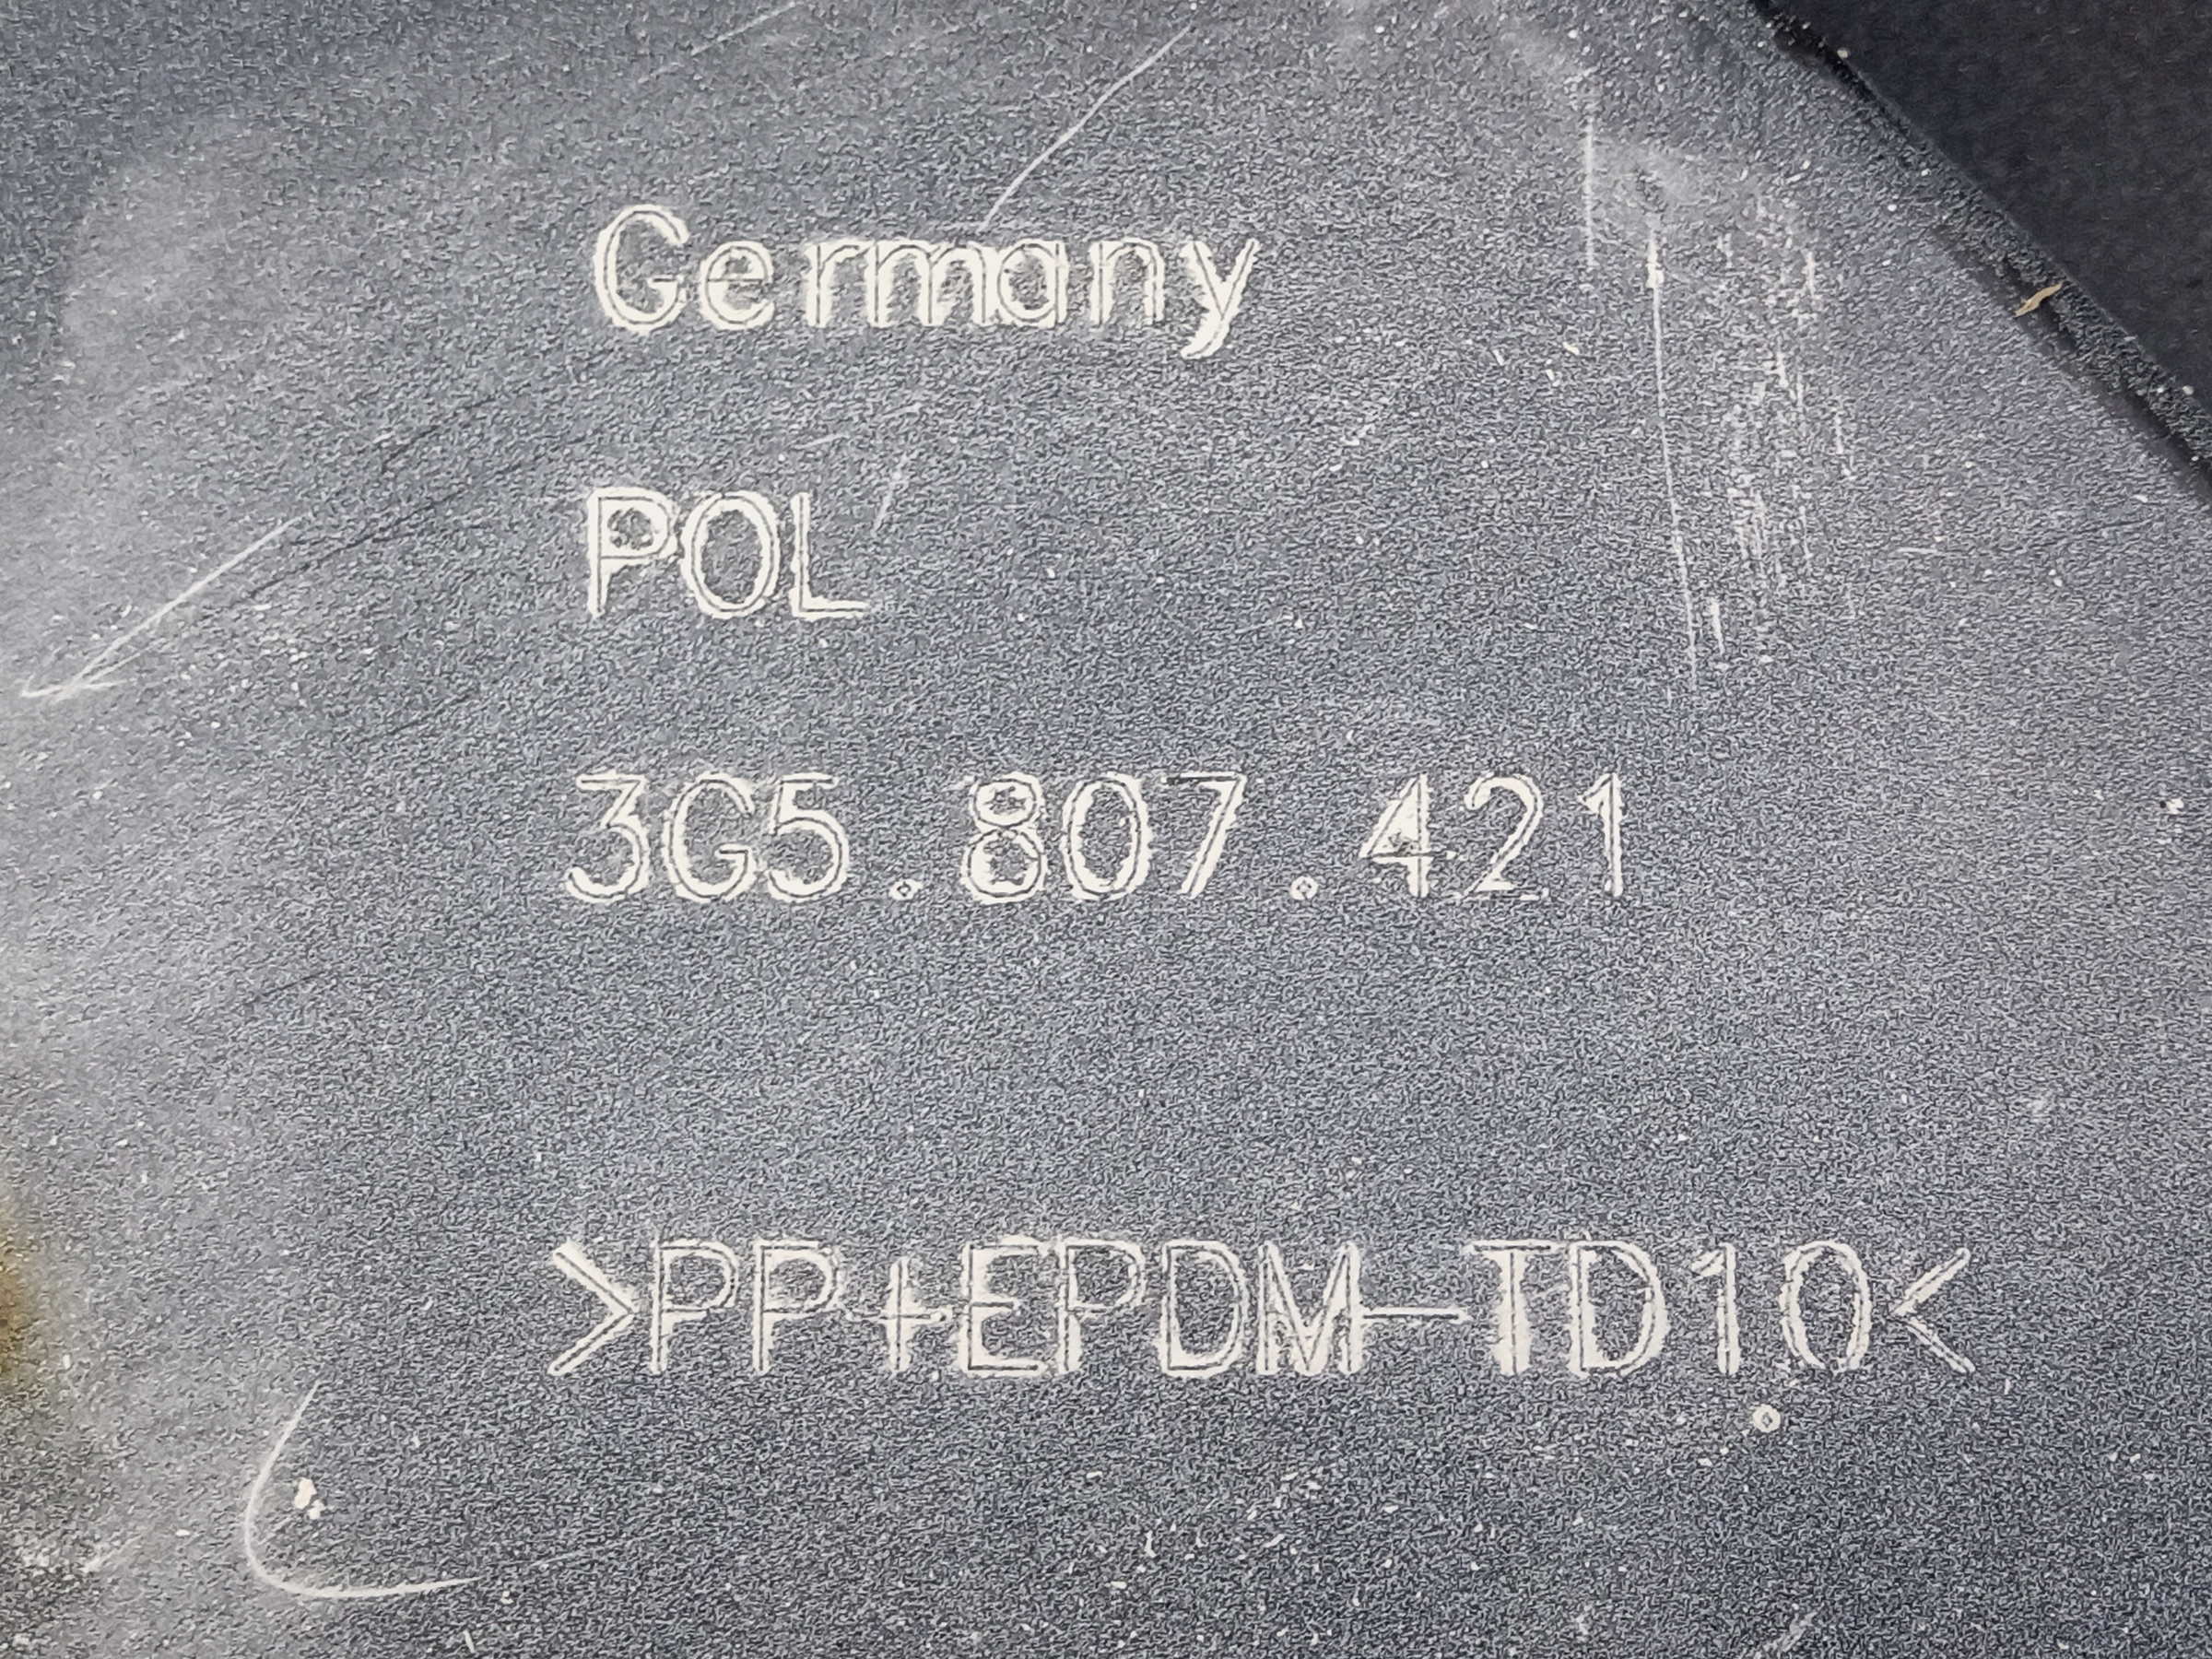 Germany
POL
3G5.807.421
>PP+EPDM-TD10<